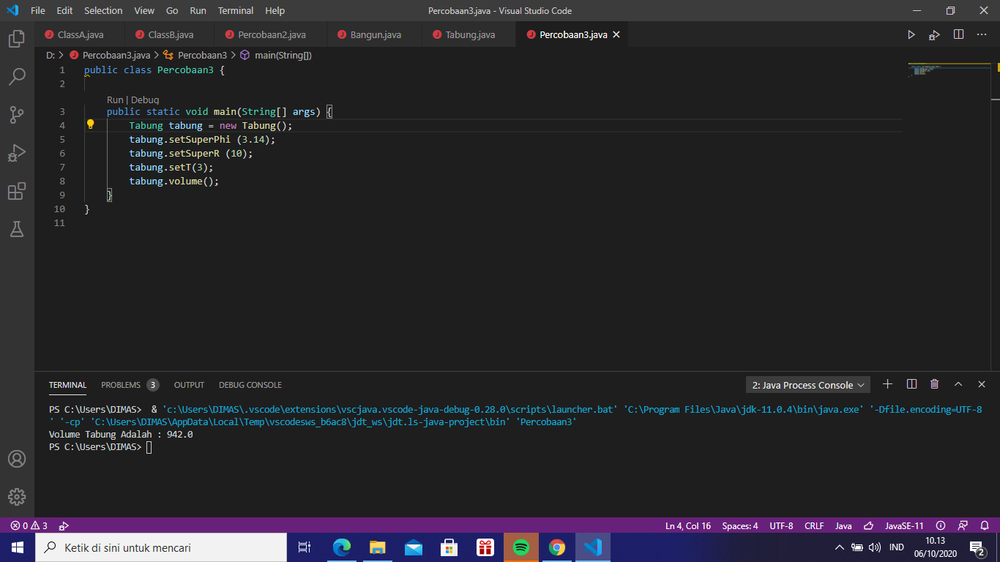 File Edit Selection View Go Run Terminal Help Percobaan3.java - Visual Studio Code
ClassA.java ClassB.java Percobaan2.java Bangun.java Tabung.java Percobaan3.java
D: > Percobaan3.java > Percobaan3 > main(String[])
1 public class Percobaan3 {
2
Run | Debug
3 public static void main(String[] args) {
4 Tabung tabung = new Tabung();
5 tabung.setSuperPhi (3.14);
6 tabung.setSuperR (10);
7 tabung.setT(3);
8 tabung.volume();
9 }
10 }
11
TERMINAL PROBLEMS 3 OUTPUT DEBUG CONSOLE 2: Java Process Console
PS C:\Users\DIMAS> & 'c:\Users\DIMAS\.vscode\extensions\vscjava.vscode-java-debug-0.28.0\scripts\launcher.bat' 'C:\Program Files\Java\jdk-11.0.4\bin\java.exe' '-Dfile.encoding=UTF-8
' '-cp' 'C:\Users\DIMAS\AppData\Local\Temp\vscodesws_b6ac8\jdt_ws\jdt.ls-java-project\bin' 'Percobaan3'
Volume Tabung Adalah : 942.0
PS C:\Users\DIMAS>
0 3 Ln 4, Col 16 Spaces: 4 UTF-8 CRLF Java JavaSE-11
Ketik di sini untuk mencari IND 10.13
06/10/2020 2